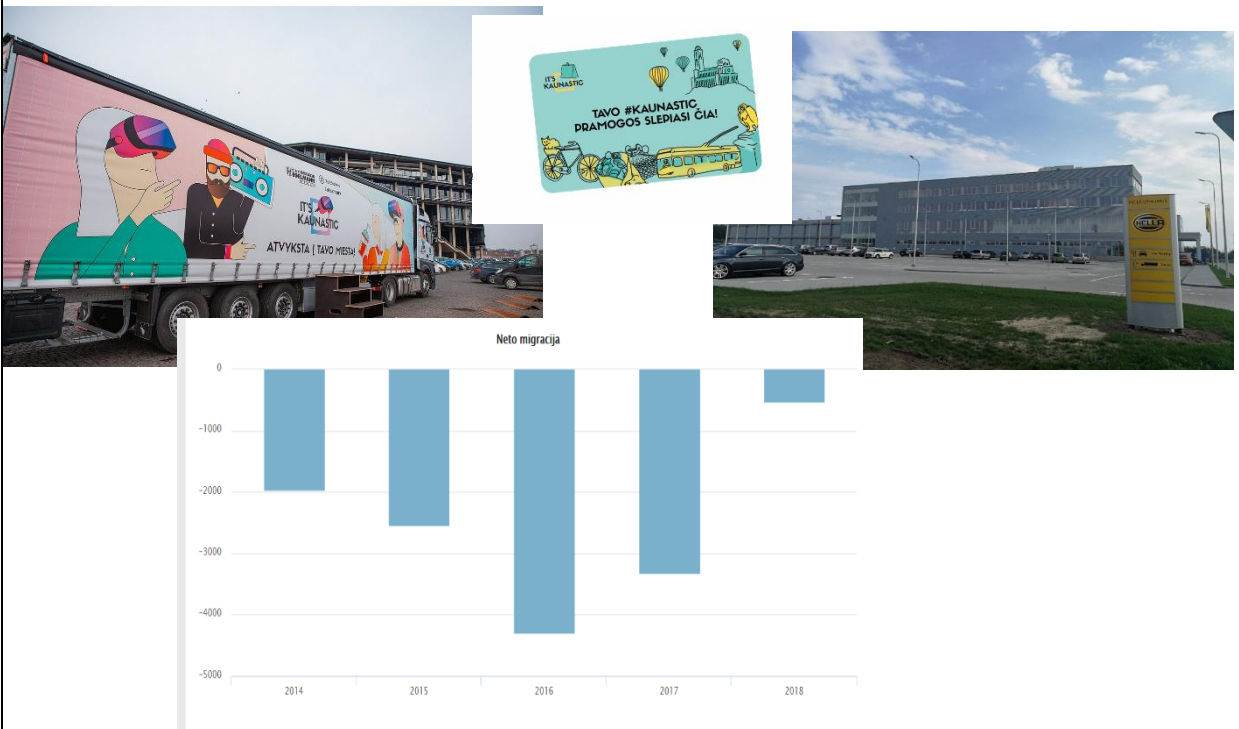 IT'S
KAUNASTIC
ATVYKSTA Į TAVO MIESTĄ!
IT'S
KAUNASTIC
TAVO #KAUNASTIC
PRAMOGOS SLEPIASI ČIA!
HELLA
Neto migracija
0
-1000
-2000
-3000
-4000
-5000
2014
2015
2016
2017
2018